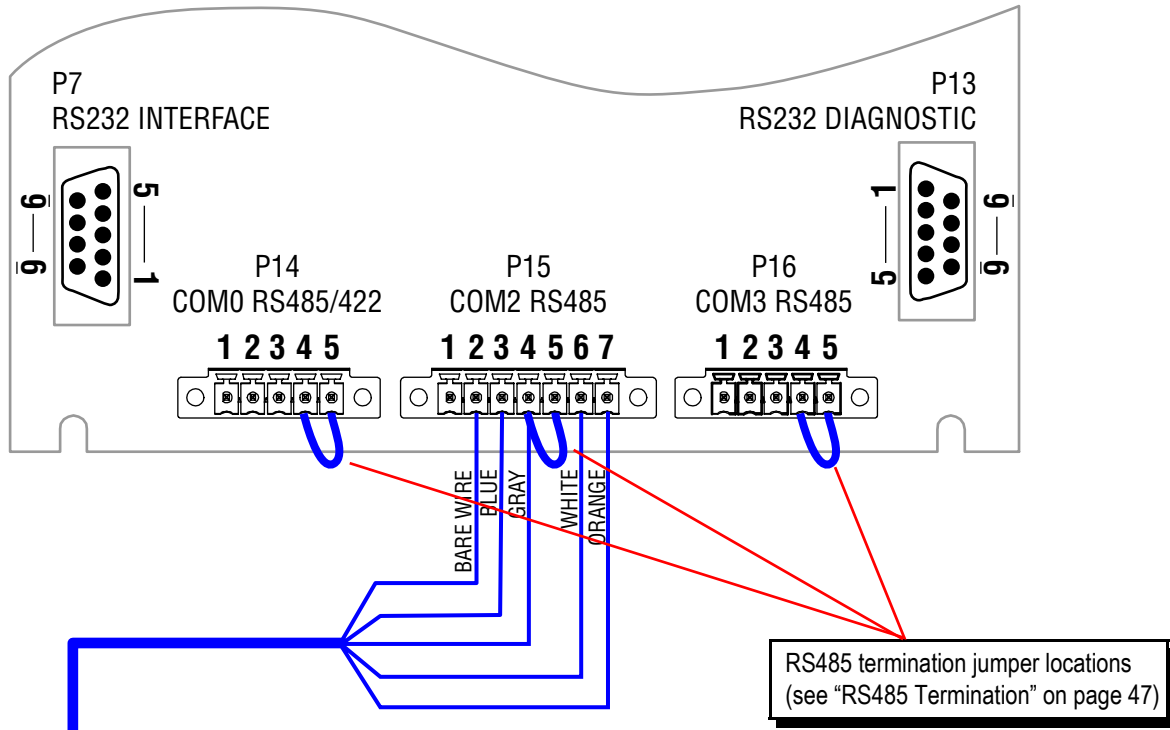 P7
RS232 INTERFACE
P13
RS232 DIAGNOSTIC
9
6
5
1
1
5
9
6
P14
COM0 RS485/422
P15
COM2 RS485
P16
COM3 RS485
1 2 3 4 5
1 2 3 4 5 6 7
1 2 3 4 5
BARE WIRE
BLUE
GRAY
WHITE
ORANGE
RS485 termination jumper locations
(see “RS485 Termination” on page 47)